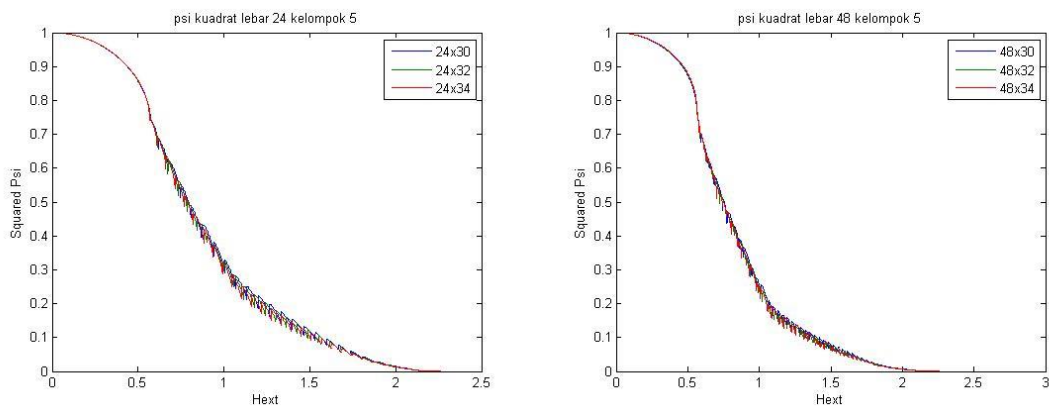 psi kuadrat lebar 24 kelompok 5
1
0.9
0.8
0.7
0.6
0.5
0.4
0.3
0.2
0.1
0
Squared Psi
24x30
24x32
24x34
0 0.5 1 1.5 2 2.5
Hext
psi kuadrat lebar 48 kelompok 5
1
0.9
0.8
0.7
0.6
0.5
0.4
0.3
0.2
0.1
0
Squared Psi
48x30
48x32
48x34
0 0.5 1 1.5 2 2.5 3
Hext